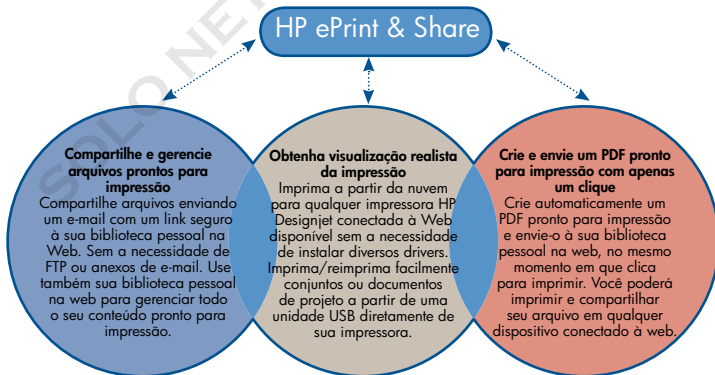 HP ePrint & Share
Compartilhe e gerencie
arquivos prontos para
impressão
Compartilhe arquivos enviando
um e-mail com um link seguro
à sua biblioteca pessoal na
Web. Sem a necessidade de
FTP ou anexos de e-mail. Use
também sua biblioteca pessoal
na web para gerenciar todo
o seu conteúdo pronto para
impressão.
Obtenha visualização realista
da impressão
Imprima a partir da nuvem
para qualquer impressora HP
Designjet conectada à Web
disponível sem a necessidade
de instalar diversos drivers.
Imprima/reimprima facilmente
conjuntos ou documentos
de projeto a partir de uma
unidade USB diretamente de
sua impressora.
Crie e envie um PDF pronto
para impressão com apenas
um clique
Crie automaticamente um
PDF pronto para impressão
e envie-o à sua biblioteca
pessoal na web, no mesmo
momento em que clica
para imprimir. Você poderá
imprimir e compartilhar
seu arquivo em qualquer
dispositivo conectado à web.
SOLO NET